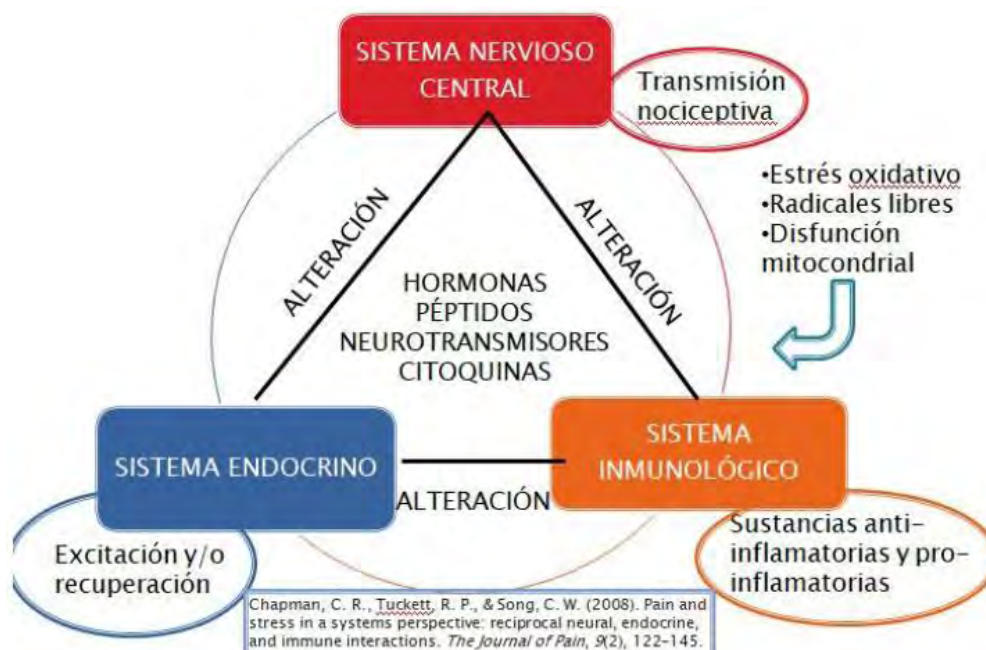 SISTEMA NERVIOSO
CENTRAL
Transmisión
nociceptiva
•Estrés oxidativo
•Radicales libres
•Disfunción
mitocondrial
ALTERACIÓN
ALTERACIÓN
HORMONAS
PÉPTIDOS
NEUROTRANSMISORES
CITOQUINAS
SISTEMA ENDOCRINO
SISTEMA
INMUNOLÓGICO
ALTERACIÓN
Excitación y/o
recuperación
Sustancias anti-
inflamatorias y pro-
inflamatorias
Chapman, C. R., Tuckett, R. P., & Song, C. W. (2008). Pain and
stress in a systems perspective: reciprocal neural, endocrine,
and immune interactions. The Journal of Pain, 9(2), 122-145.